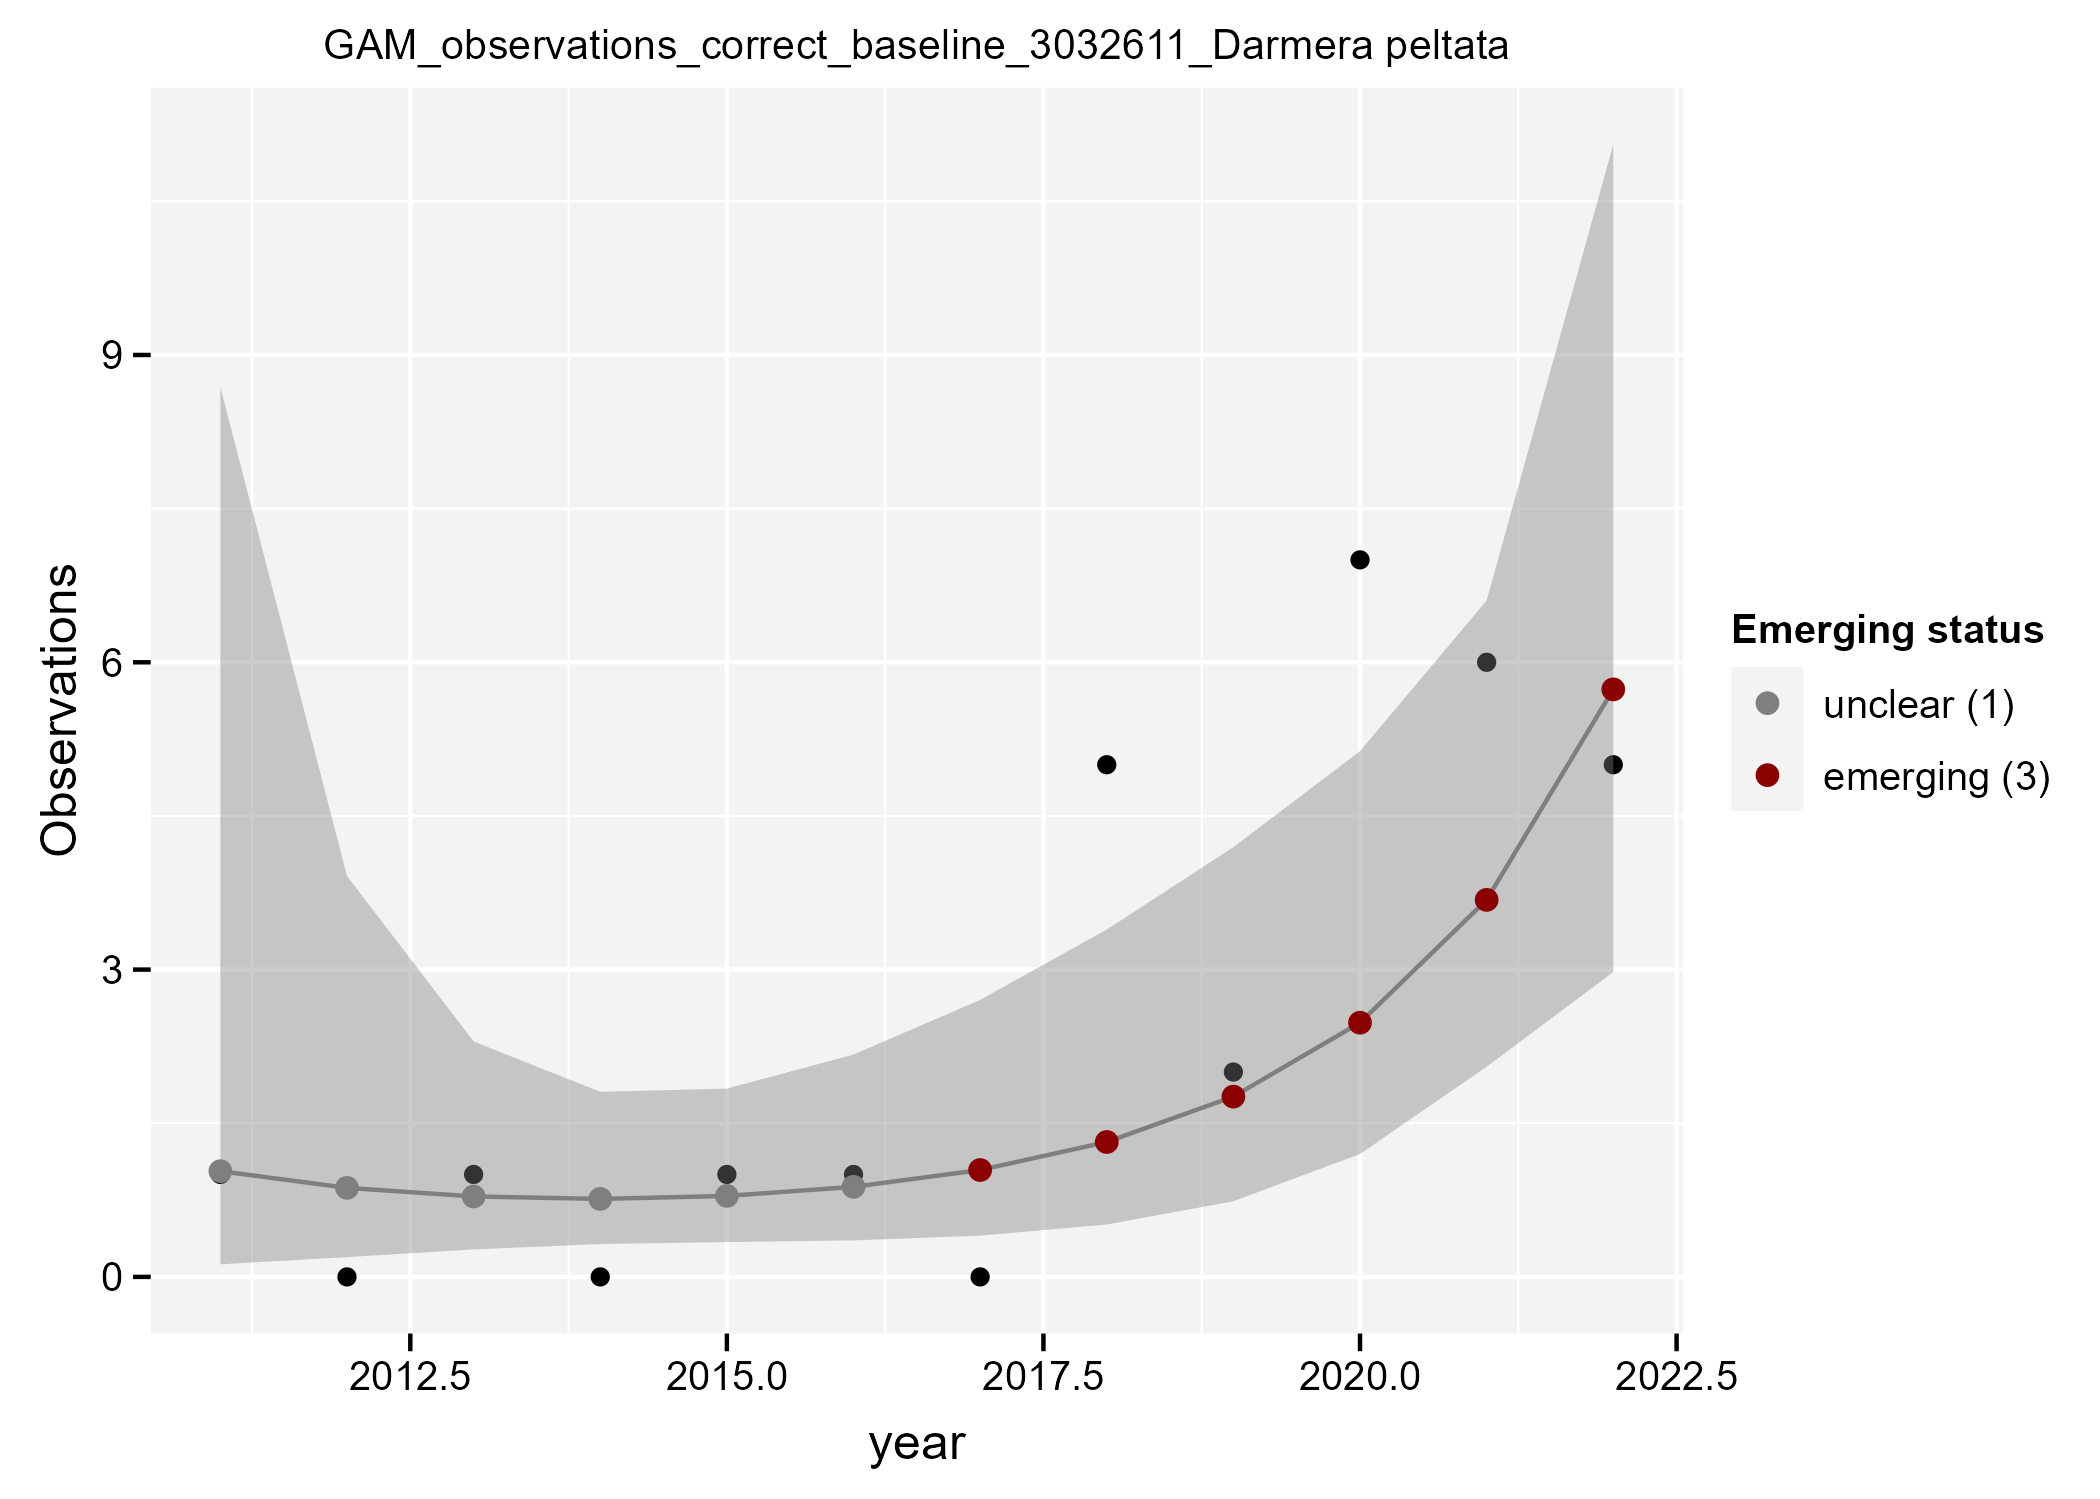 GAM_observations_correct_baseline_3032611_Darmera peltata
Observations
9
6
3
0
2012.5 2015.0 2017.5 2020.0 2022.5
year
Emerging status
unclear (1)
emerging (3)